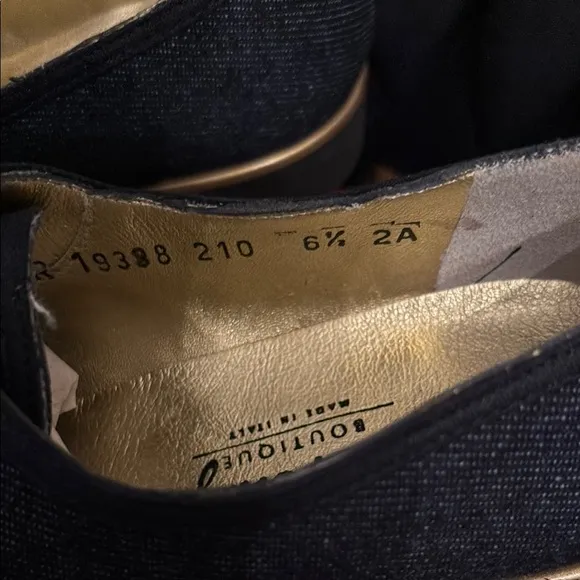 R 19388 210 6½ 2A
BOUTIQUE
MADE IN ITALY